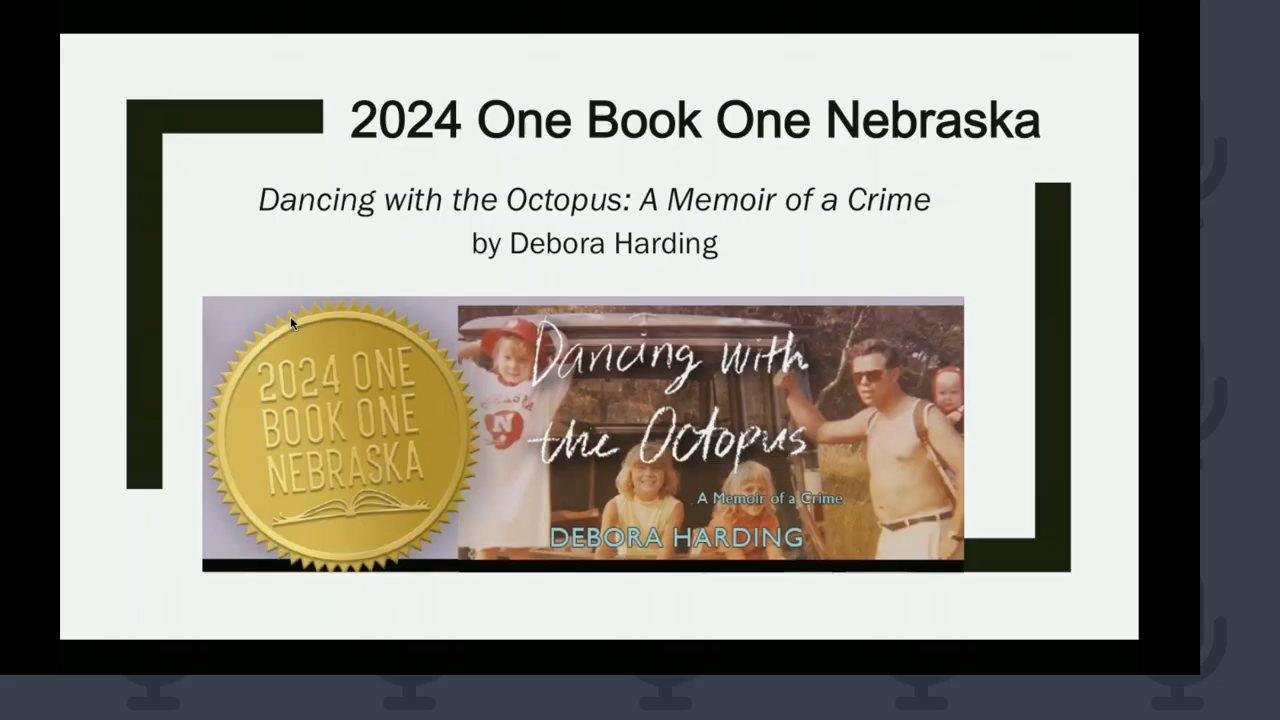 2024 One Book One Nebraska
Dancing with the Octopus: A Memoir of a Crime
by Debora Harding
2024 ONE
BOOK ONE
NEBRASKA
Dancing with
the Octopus
A Memoir of a Crime
DEBORA HARDING
N